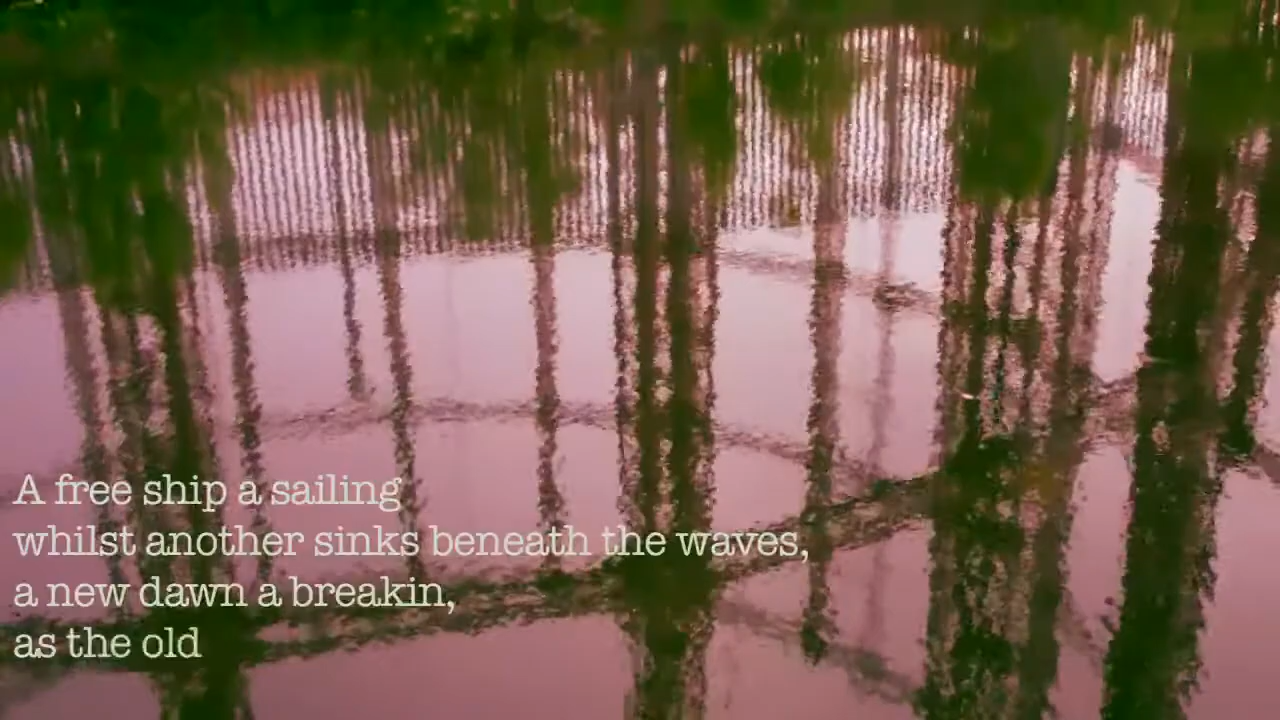 A free ship a sailing
whilst another sinks beneath the waves,
a new dawn a breakin,
as the old